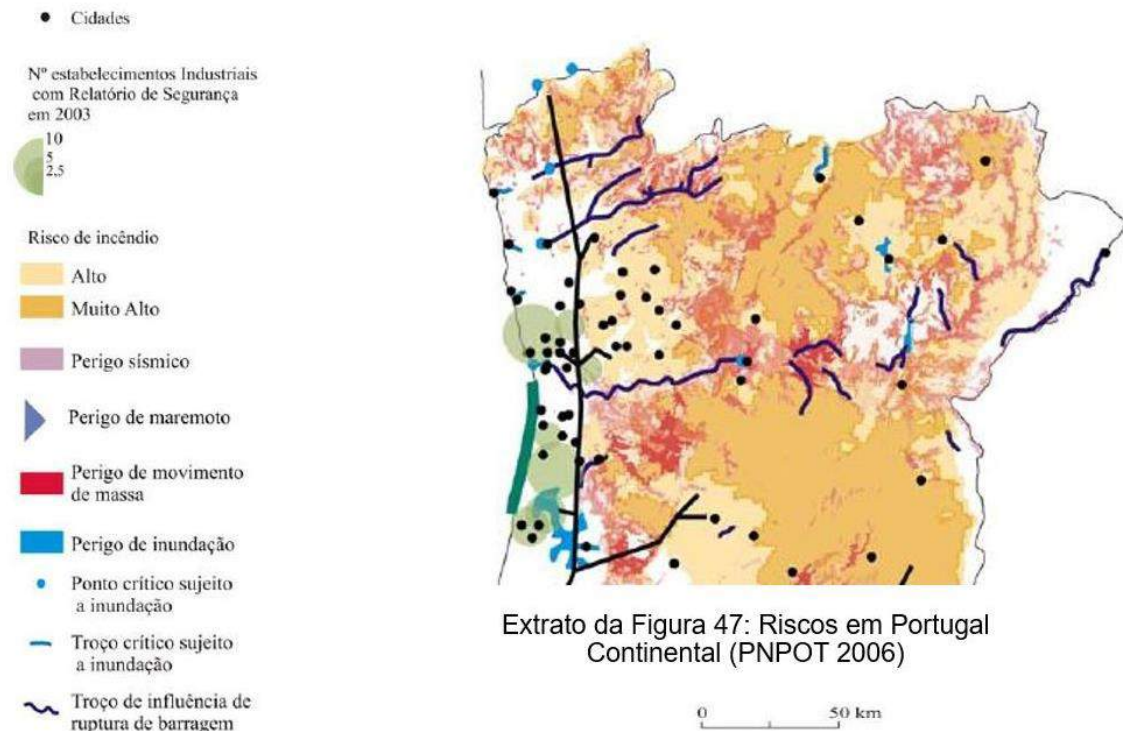 Cidades
Nº estabelecimentos Industriais
com Relatório de Segurança
em 2003
10
5
2,5
Risco de incêndio
Alto
Muito Alto
Perigo sísmico
Perigo de maremoto
Perigo de movimento
de massa
Perigo de inundação
Ponto crítico sujeito
a inundação
Troço crítico sujeito
a inundação
Troço de influência de
ruptura de barragem
Extrato da Figura 47: Riscos em Portugal
Continental (PNPOT 2006)
0 50 km